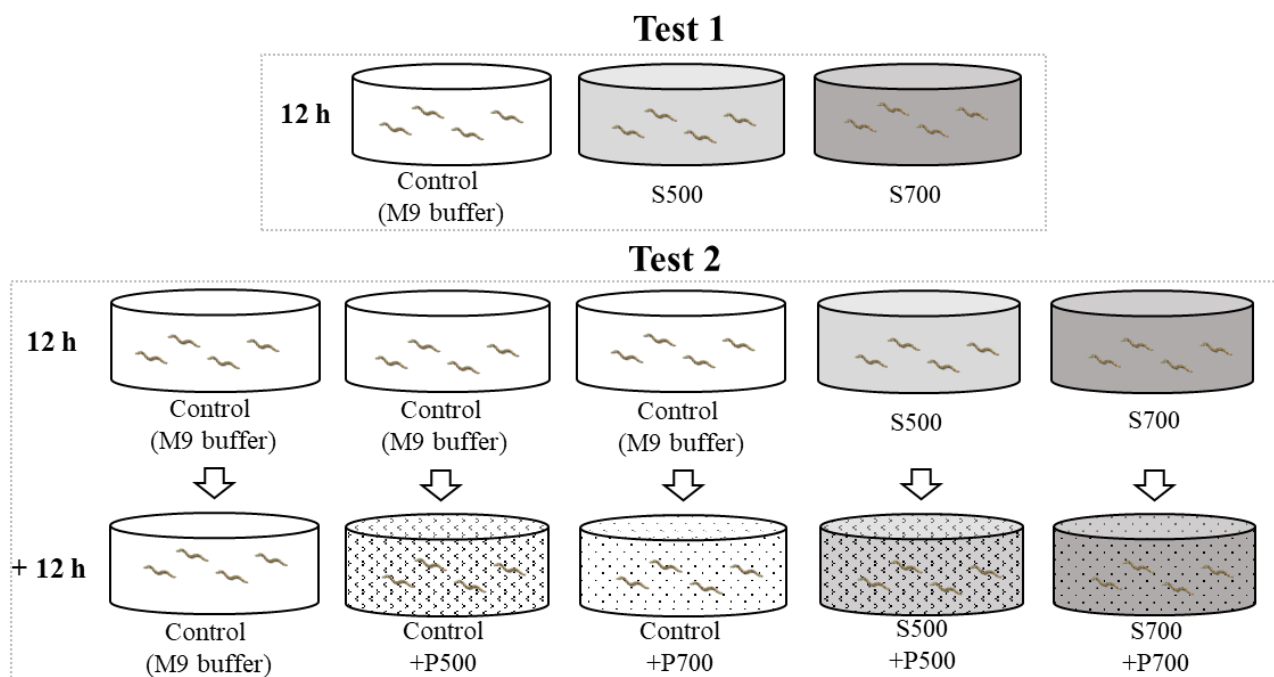 Test 1
12 h
Control
(M9 buffer)
S500
S700
Test 2
12 h
Control
(M9 buffer)
Control
(M9 buffer)
Control
(M9 buffer)
S500
S700
+ 12 h
Control
(M9 buffer)
Control
+P500
Control
+P700
S500
+P500
S700
+P700